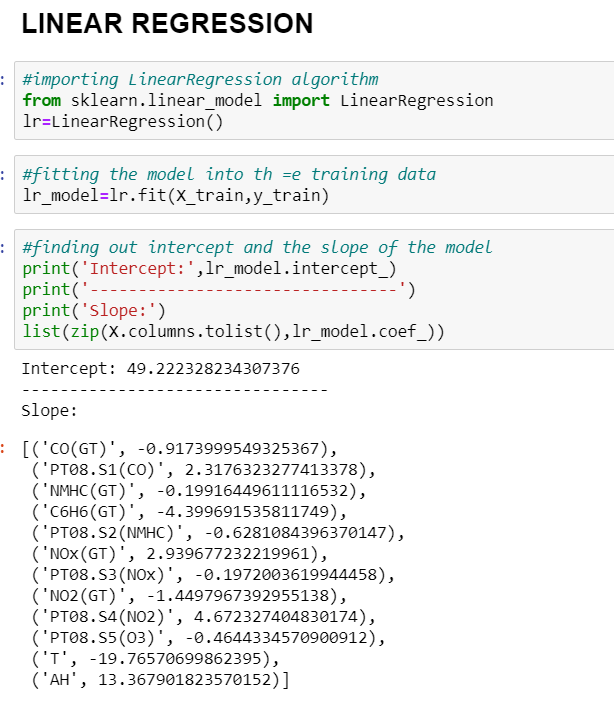 LINEAR REGRESSION
: #importing LinearRegression algorithm
from sklearn.linear_model import LinearRegression
lr=LinearRegression()
: #fitting the model into th =e training data
lr_model=lr.fit(X_train,y_train)
: #finding out intercept and the slope of the model
print('Intercept:',lr_model.intercept_)
print('-------------------------------')
print('Slope:')
list(zip(X.columns.tolist(),lr_model.coef_))
Intercept: 49.222328234307376
-------------------------------
Slope:
: [('CO(GT)', -0.9173999549325367),
('PT08.S1(CO)', 2.3176323277413378),
('NMHC(GT)', -0.19916449611116532),
('C6H6(GT)', -4.399691535811749),
('PT08.S2(NMHC)', -0.6281084396370147),
('NOx(GT)', 2.939677232219961),
('PT08.S3(NOx)', -0.1972003619944458),
('NO2(GT)', -1.4497967392955138),
('PT08.S4(NO2)', 4.672327404830174),
('PT08.S5(O3)', -0.4644334570900912),
('T', -19.76570699862395),
('AH', 13.367901823570152)]